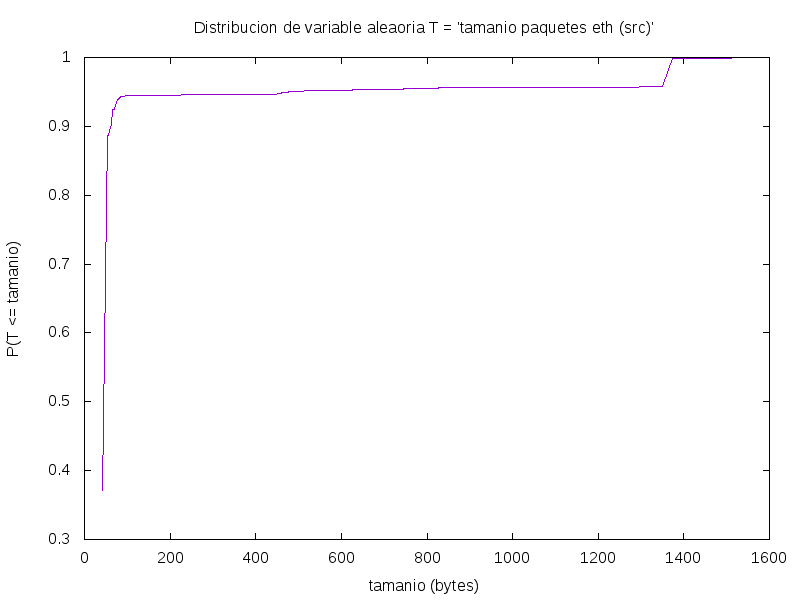 Distribucion de variable aleaoria T = 'tamanio paquetes eth (src)'
1
0.9
0.8
0.7
0.6
0.5
0.4
0.3
P(T <= tamanio)
0 200 400 600 800 1000 1200 1400 1600
tamanio (bytes)